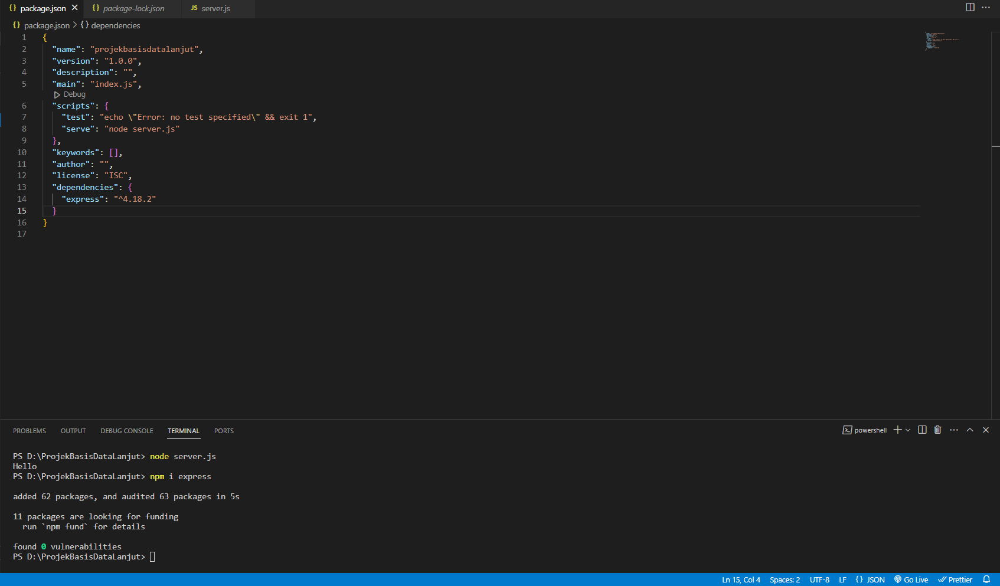 package.json
package-lock.json
JS server.js
package.json > {} dependencies
1 {
2 "name": "projekbasisdatalanjut",
3 "version": "1.0.0",
4 "description": "",
5 "main": "index.js",
Debug
6 "scripts": {
7 "test": "echo \"Error: no test specified\" && exit 1",
8 "serve": "node server.js"
9 },
10 "keywords": [],
11 "author": "",
12 "license": "ISC",
13 "dependencies": {
14 "express": "^4.18.2"
15 }
16 }
17
PROBLEMS OUTPUT DEBUG CONSOLE TERMINAL PORTS
powershell
PS D:\ProjekBasisDataLanjut> node server.js
Hello
PS D:\ProjekBasisDataLanjut> npm i express
added 62 packages, and audited 63 packages in 5s
11 packages are looking for funding
run `npm fund` for details
found 0 vulnerabilities
PS D:\ProjekBasisDataLanjut>
Ln 15, Col 4 Spaces: 2 UTF-8 LF {} JSON Go Live Prettier